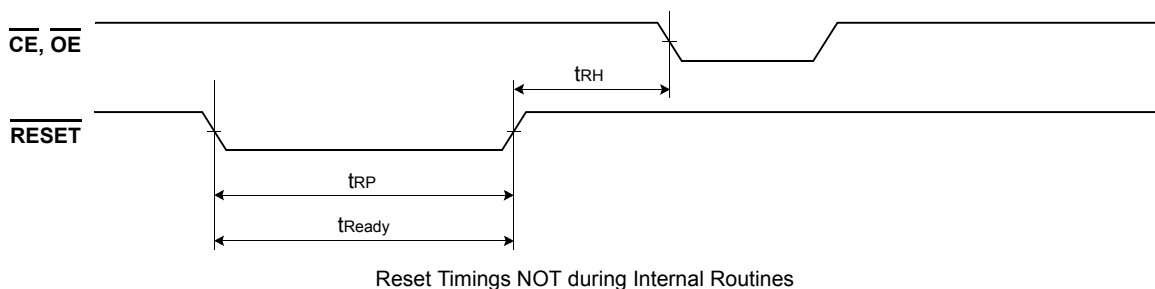 CE, OE
tRH
RESET
tRP
tReady
Reset Timings NOT during Internal Routines